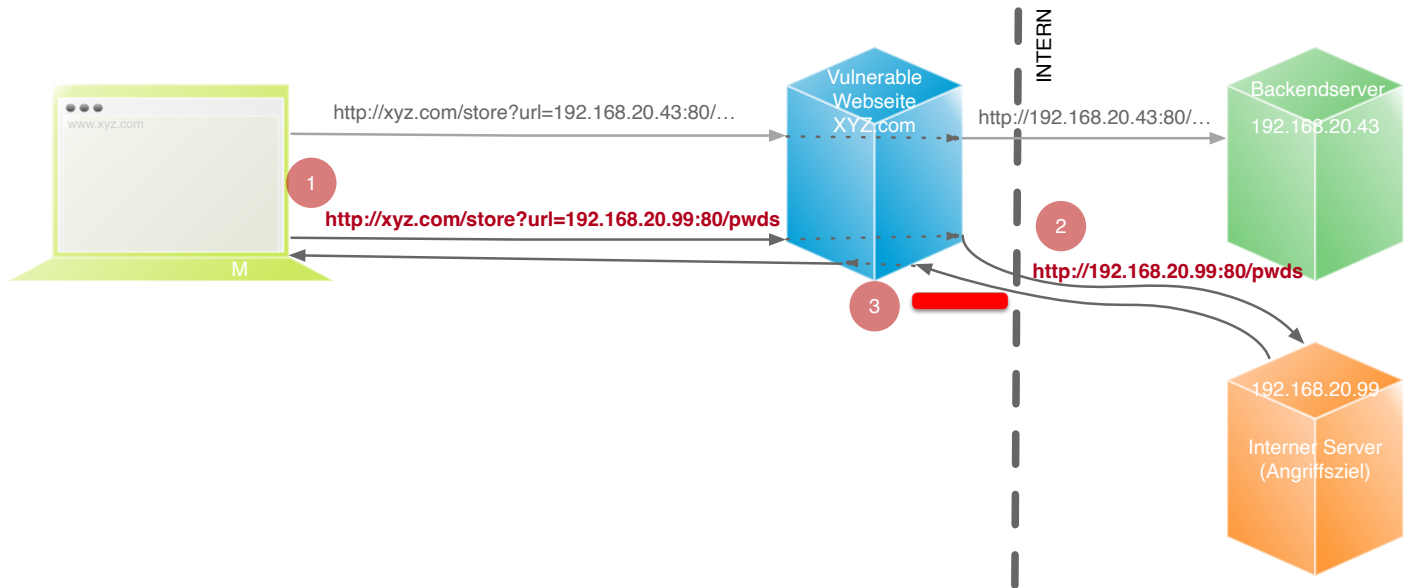 INTERN
www.xyz.com
http://xyz.com/store?url=192.168.20.43:80/…
Vulnerable
Webseite
XYZ.com
http://192.168.20.43:80/…
Backendserver
192.168.20.43
1
http://xyz.com/store?url=192.168.20.99:80/pwds
2
http://192.168.20.99:80/pwds
M
3
192.168.20.99
Interner Server
(Angriffsziel)